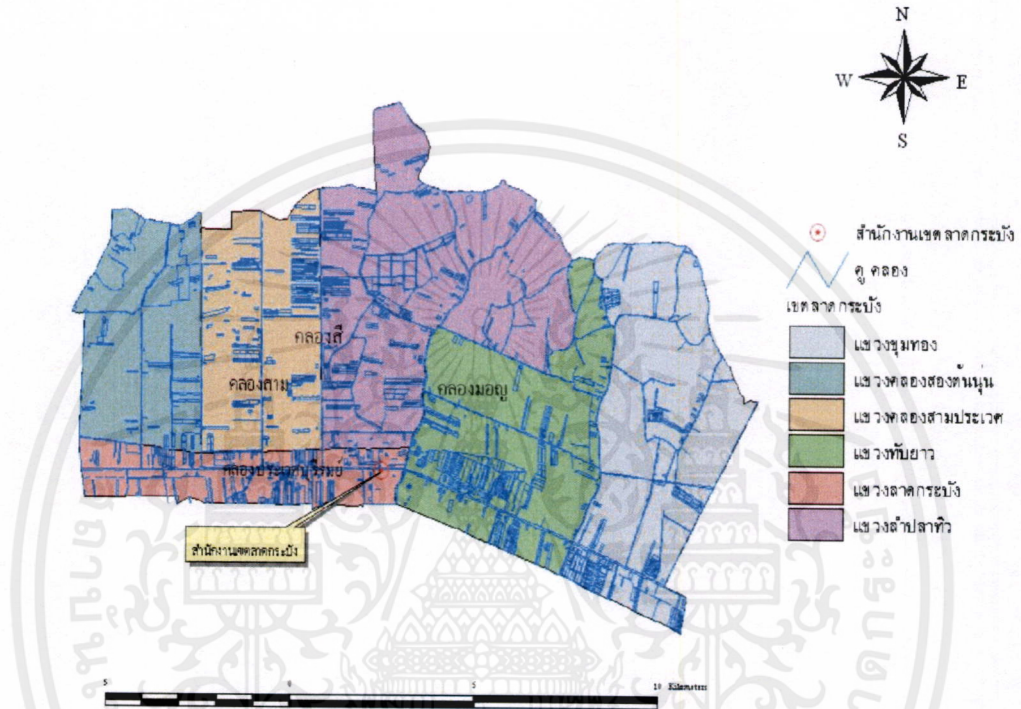 N
W E
S
สำนักงานเขตลาดกระบัง
คู คลอง
เขตลาดกระบัง
แขวงขุมทอง
แขวงคลองสองต้นนุ่น
แขวงคลองสามประเวศ
แขวงทับยาว
แขวงลาดกระบัง
แขวงลำปลาทิว
คลองสี่
คลองสาม
คลองมอญ
คลองประเวศบุรีรมย์
สำนักงานเขตลาดกระบัง
5 0 5 10 Kilometers